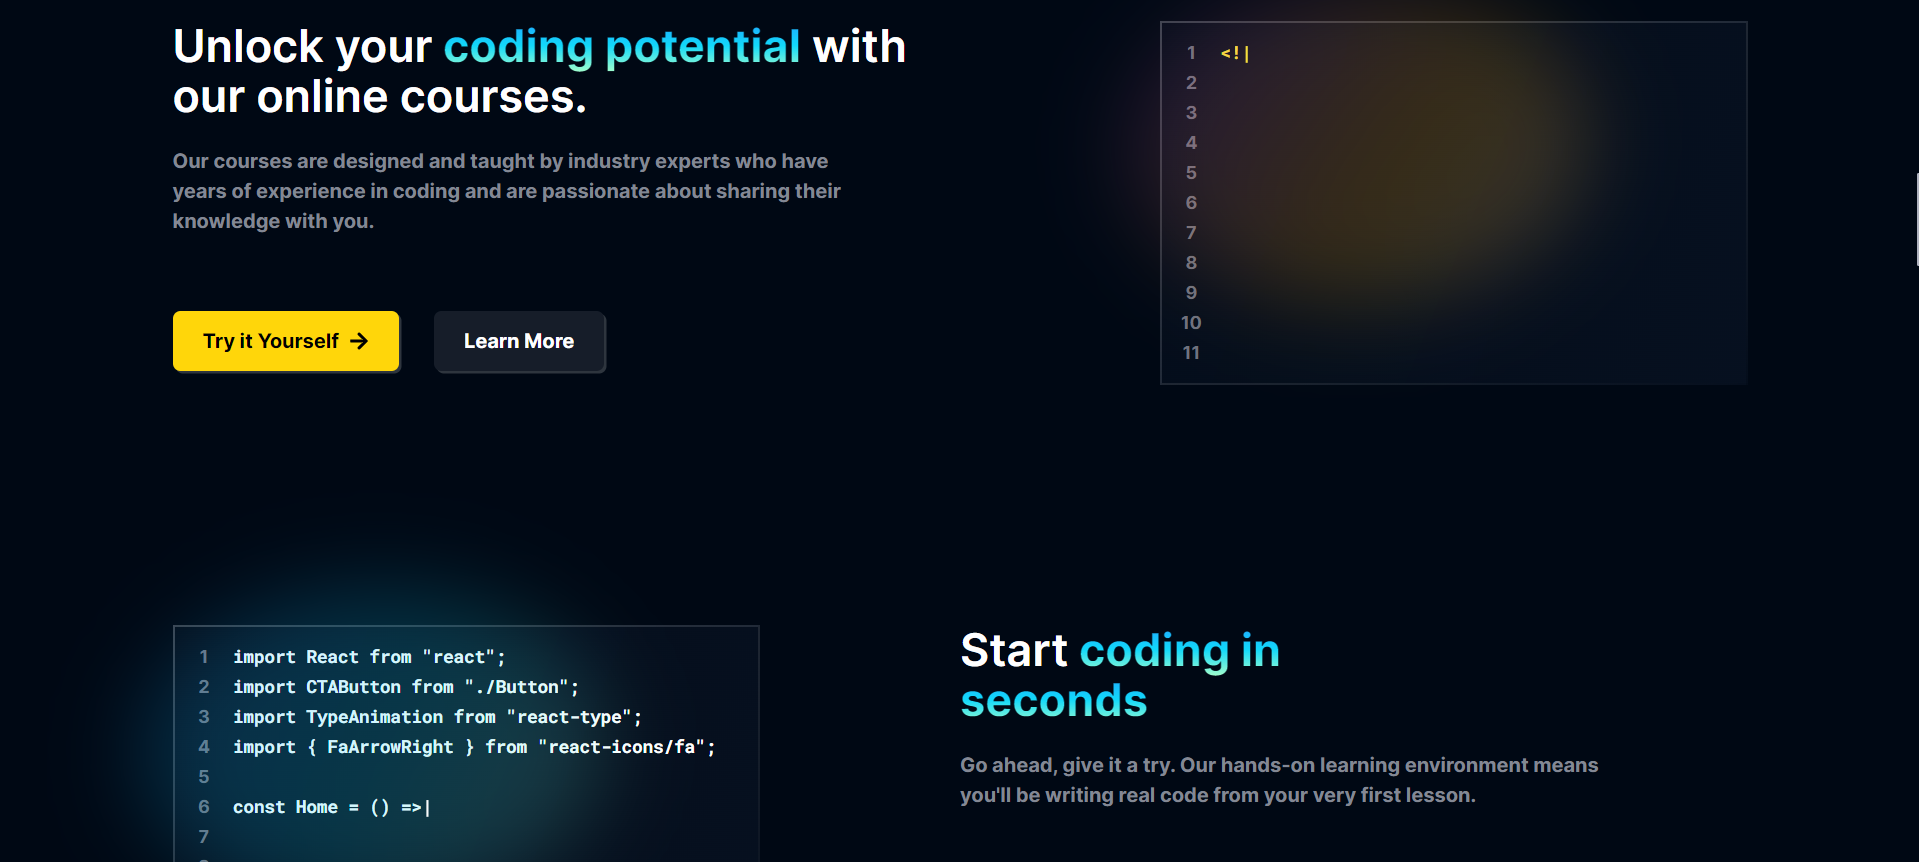 Unlock your coding potential with
our online courses.
Our courses are designed and taught by industry experts who have
years of experience in coding and are passionate about sharing their
knowledge with you.
Try it Yourself →
Learn More
1 <!|
2
3
4
5
6
7
8
9
10
11
1 import React from "react";
2 import CTAButton from "./Button";
3 import TypeAnimation from "react-type";
4 import { FaArrowRight } from "react-icons/fa";
5
6 const Home = () =>|
7
Start coding in
seconds
Go ahead, give it a try. Our hands-on learning environment means
you'll be writing real code from your very first lesson.